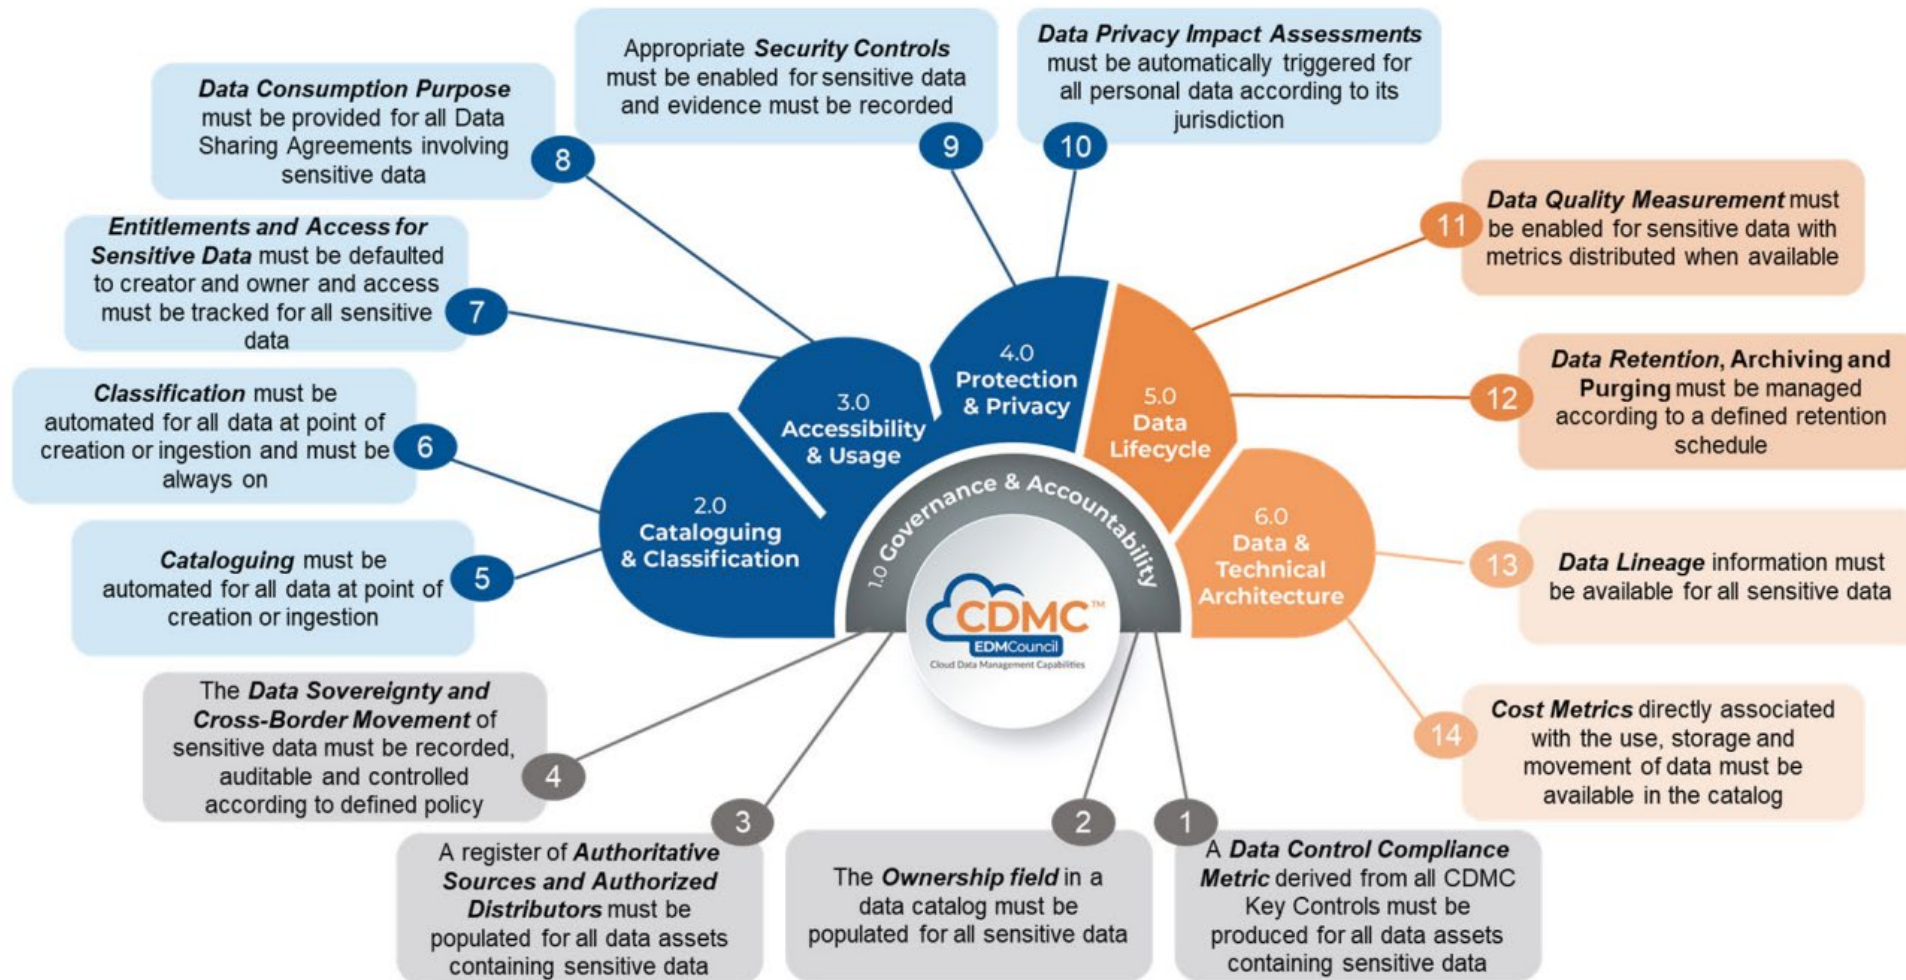 Data Consumption Purpose
must be provided for all Data
Sharing Agreements involving
sensitive data
8
Appropriate Security Controls
must be enabled for sensitive data
and evidence must be recorded
9
Data Privacy Impact Assessments
must be automatically triggered for
all personal data according to its
jurisdiction
10
Entitlements and Access for
Sensitive Data must be defaulted
to creator and owner and access
must be tracked for all sensitive
data
7
Data Quality Measurement must
be enabled for sensitive data with
metrics distributed when available
11
Classification must be
automated for all data at point of
creation or ingestion and must be
always on
6
Data Retention, Archiving and
Purging must be managed
according to a defined retention
schedule
12
Cataloguing must be
automated for all data at point of
creation or ingestion
5
Data Lineage information must
be available for all sensitive data
13
2.0
Cataloguing
& Classification
3.0
Accessibility
& Usage
4.0
Protection
& Privacy
5.0
Data
Lifecycle
6.0
Data &
Technical
Architecture
1.0 Governance & Accountability
CDMC™
EDMCouncil
Cloud Data Management Capabilities
The Data Sovereignty and
Cross-Border Movement of
sensitive data must be recorded,
auditable and controlled
according to defined policy
4
A register of Authoritative
Sources and Authorized
Distributors must be
populated for all data assets
containing sensitive data
3
The Ownership field in a
data catalog must be
populated for all sensitive data
2
A Data Control Compliance
Metric derived from all CDMC
Key Controls must be
produced for all data assets
containing sensitive data
1
Cost Metrics directly associated
with the use, storage and
movement of data must be
available in the catalog
14